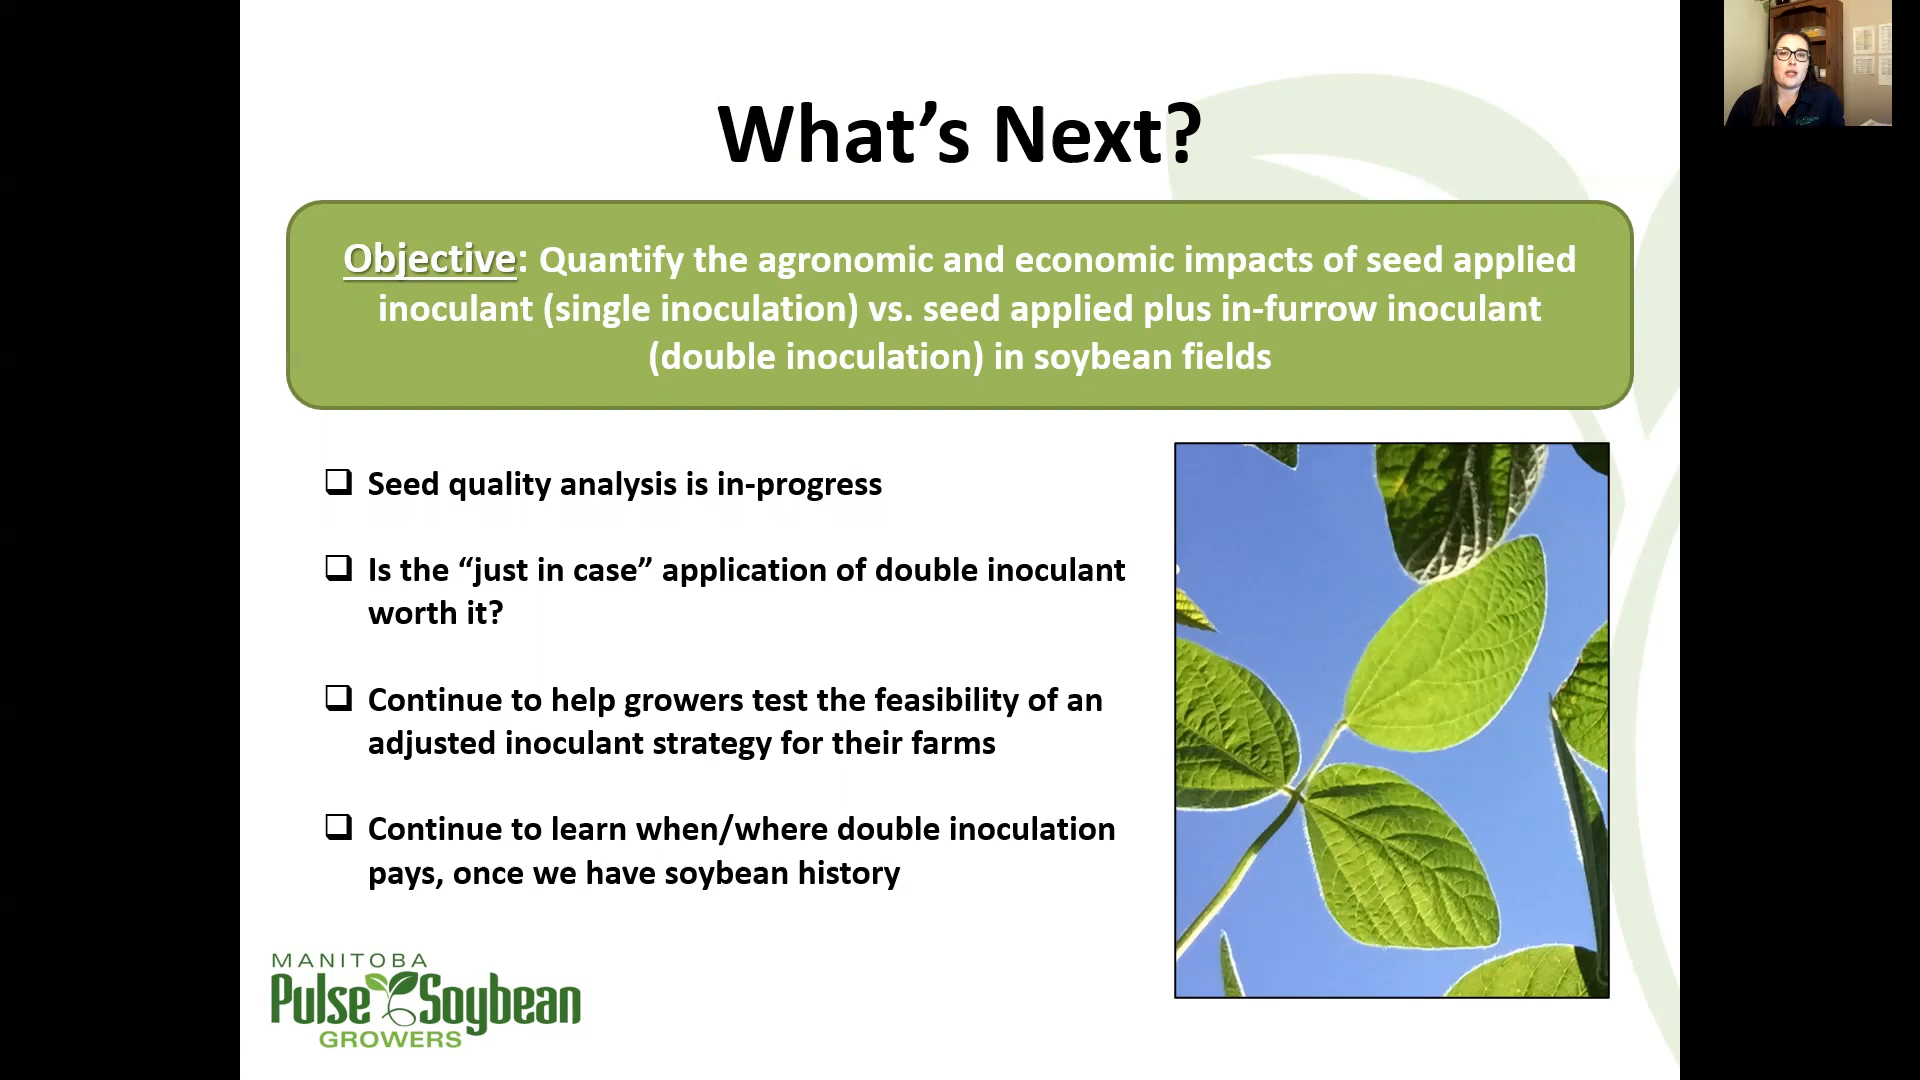 What’s Next?
Objective: Quantify the agronomic and economic impacts of seed applied
inoculant (single inoculation) vs. seed applied plus in-furrow inoculant
(double inoculation) in soybean fields
Seed quality analysis is in-progress
Is the “just in case” application of double inoculant
worth it?
Continue to help growers test the feasibility of an
adjusted inoculant strategy for their farms
Continue to learn when/where double inoculation
pays, once we have soybean history
MANITOBA
Pulse Soybean
GROWERS